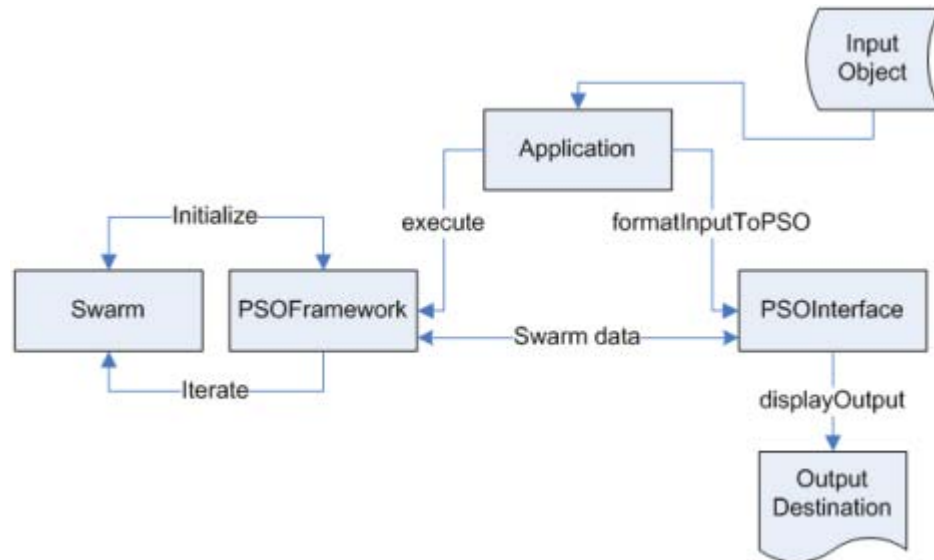 Input
Object
Application
Initialize
execute
formatInputToPSO
Swarm
PSOFramework
PSOInterface
Swarm data
Iterate
displayOutput
Output
Destination